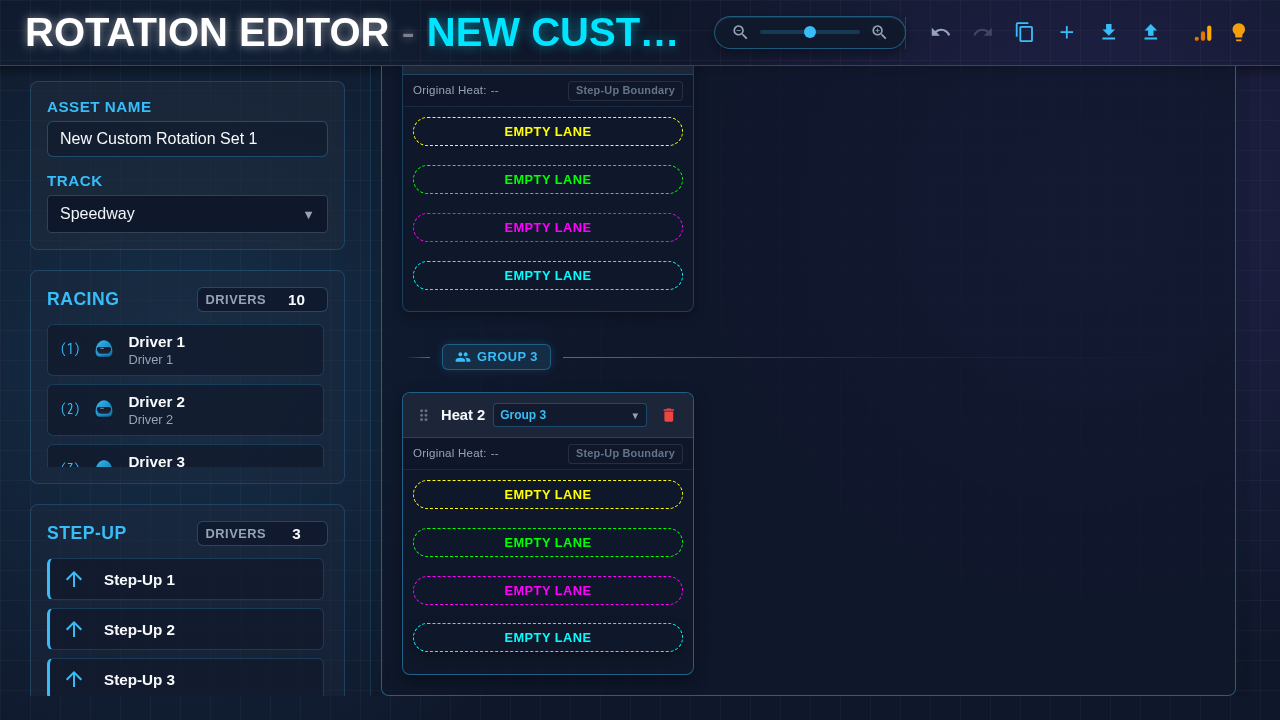 ROTATION EDITOR - NEW CUST...
ASSET NAME
New Custom Rotation Set 1
TRACK
Speedway
RACING
DRIVERS 10
(1) Driver 1
Driver 1
(2) Driver 2
Driver 2
(3) Driver 3
STEP-UP
DRIVERS 3
Step-Up 1
Step-Up 2
Step-Up 3
Original Heat: -- Step-Up Boundary
EMPTY LANE
EMPTY LANE
EMPTY LANE
EMPTY LANE
GROUP 3
Heat 2 Group 3
Original Heat: -- Step-Up Boundary
EMPTY LANE
EMPTY LANE
EMPTY LANE
EMPTY LANE